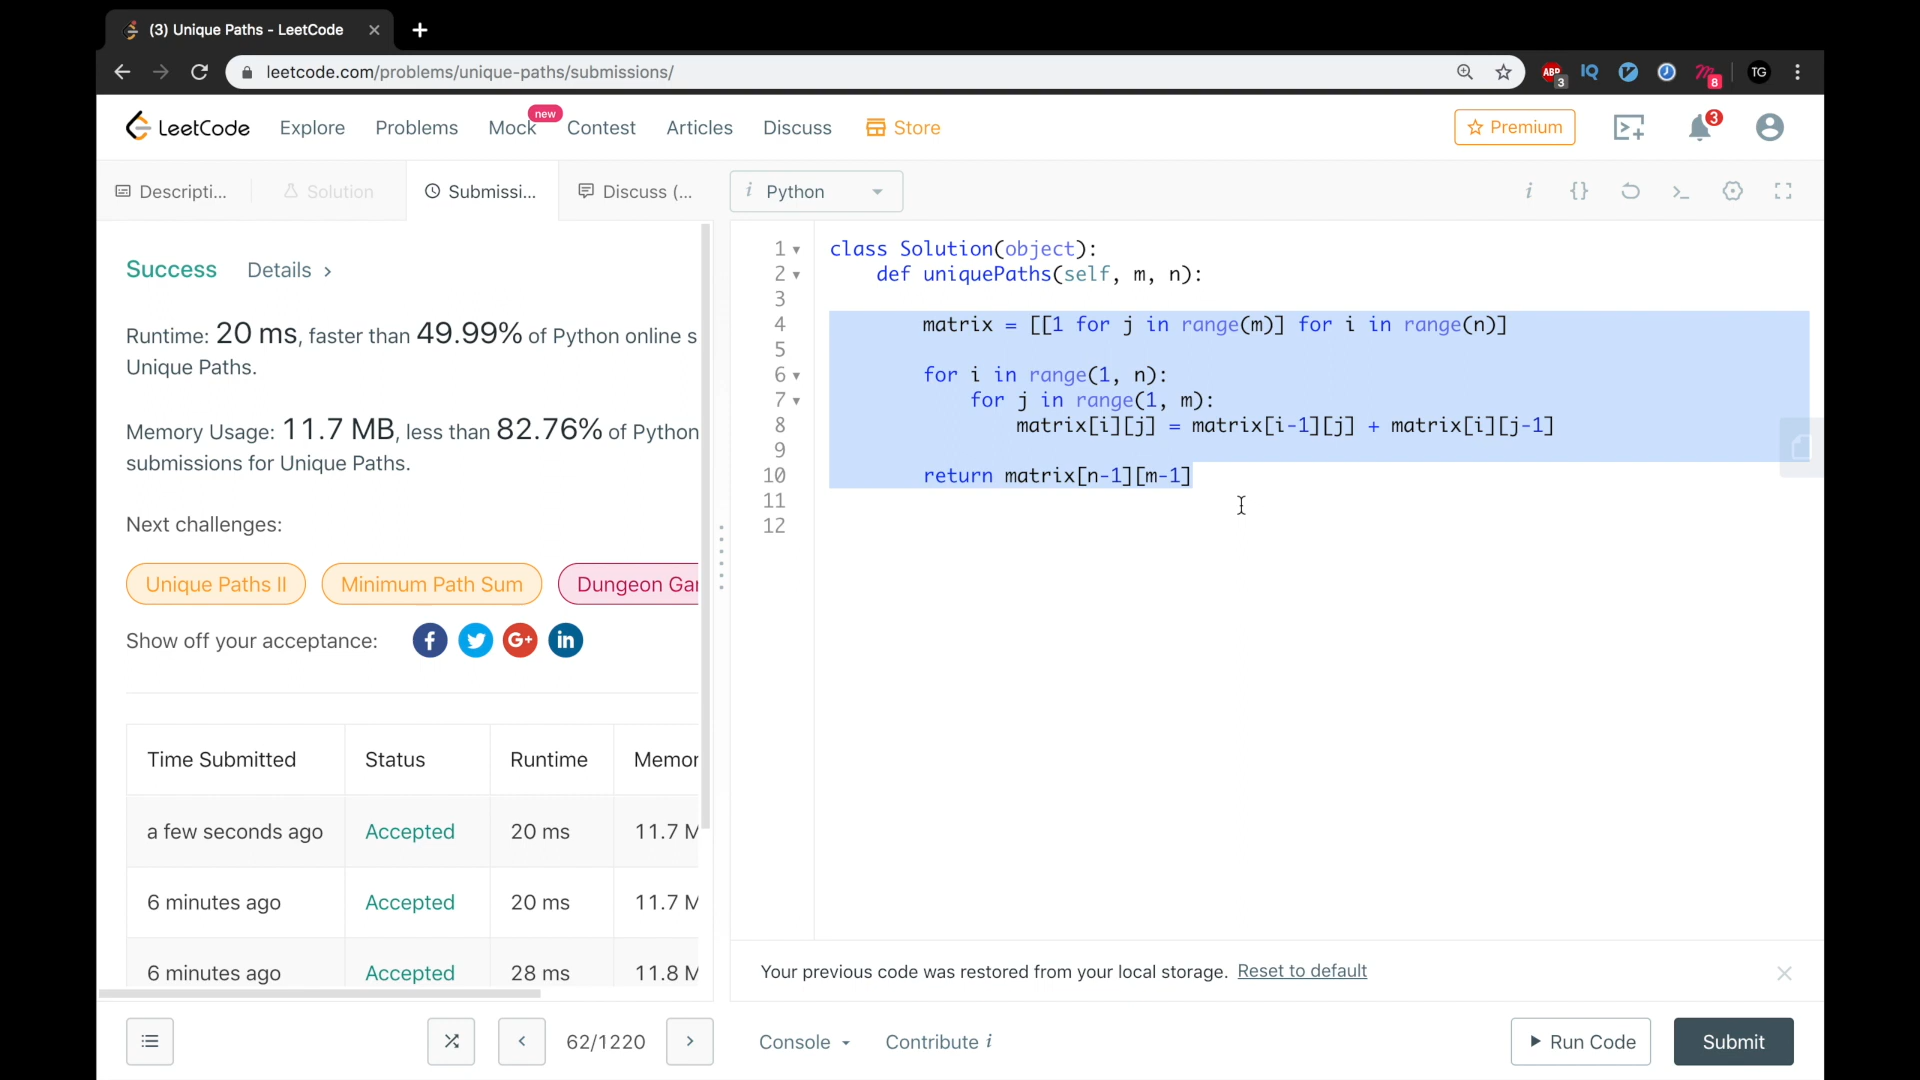 (3) Unique Paths - LeetCode
leetcode.com/problems/unique-paths/submissions/
ABP 3 IQ 8 TG
LeetCode Explore Problems Mock new Contest Articles Discuss Store Premium 3
Descripti... Solution Submissi... Discuss (...
i Python i {}
Success Details
Runtime: 20 ms, faster than 49.99% of Python online s
Unique Paths.
Memory Usage: 11.7 MB, less than 82.76% of Python
submissions for Unique Paths.
Next challenges:
Unique Paths II Minimum Path Sum Dungeon Gar
Show off your acceptance: f G+ in
Time Submitted Status Runtime Memor
a few seconds ago Accepted 20 ms 11.7 M
6 minutes ago Accepted 20 ms 11.7 M
6 minutes ago Accepted 28 ms 11.8 M
1 class Solution(object):
2 def uniquePaths(self, m, n):
3
4 matrix = [[1 for j in range(m)] for i in range(n)]
5
6 for i in range(1, n):
7 for j in range(1, m):
8 matrix[i][j] = matrix[i-1][j] + matrix[i][j-1]
9
10 return matrix[n-1][m-1]
11
12
Your previous code was restored from your local storage. Reset to default
62/1220
Console Contribute i
Run Code Submit